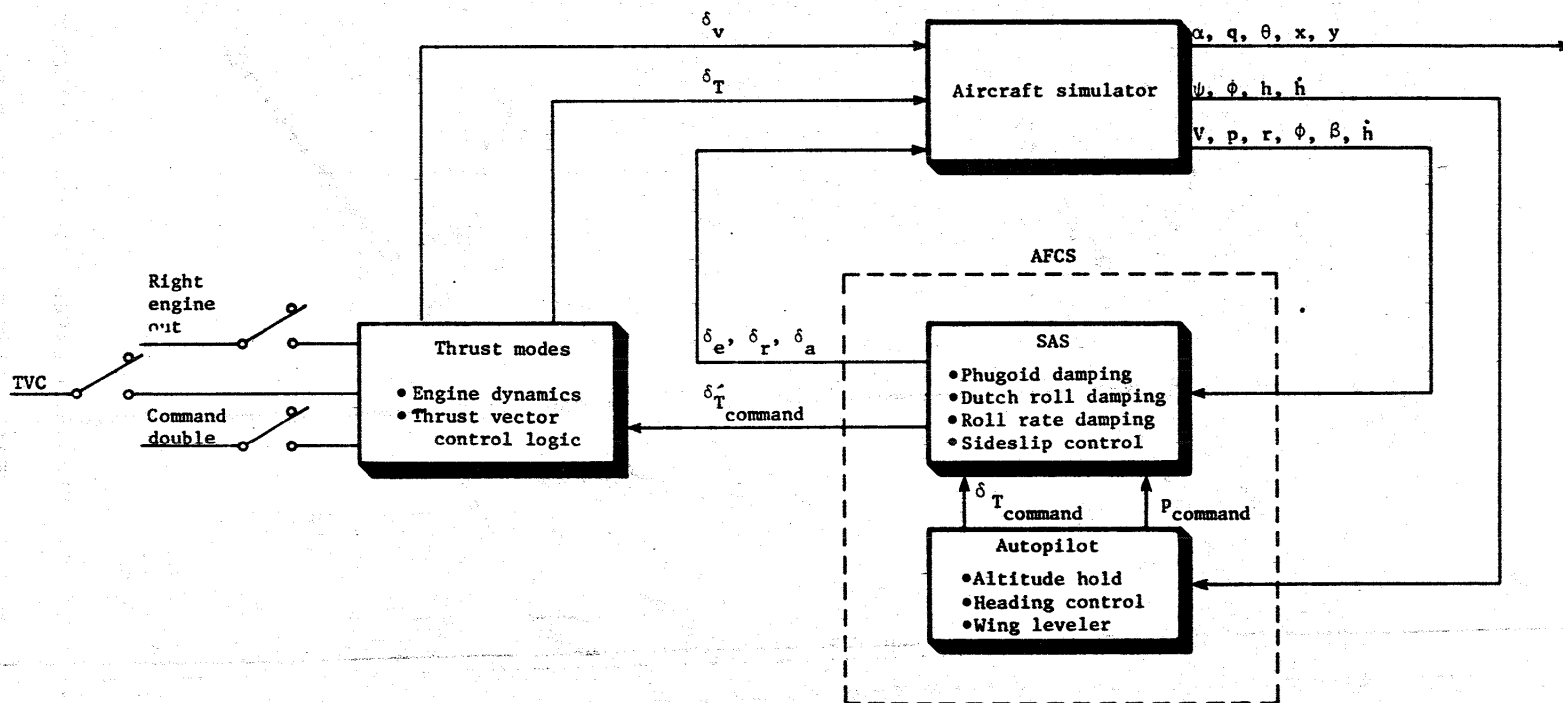 δv
δT
Aircraft simulator
α, q, θ, x, y
ψ, ϕ, h, ḣ
V, p, r, ϕ, β, ḣ
AFCS
Right
engine
out
TVC
Command
double
Thrust modes
•Engine dynamics
•Thrust vector
control logic
δe, δr, δa
δ́T command
SAS
•Phugoid damping
•Dutch roll damping
•Roll rate damping
•Sideslip control
δT command
Pcommand
Autopilot
•Altitude hold
•Heading control
•Wing leveler